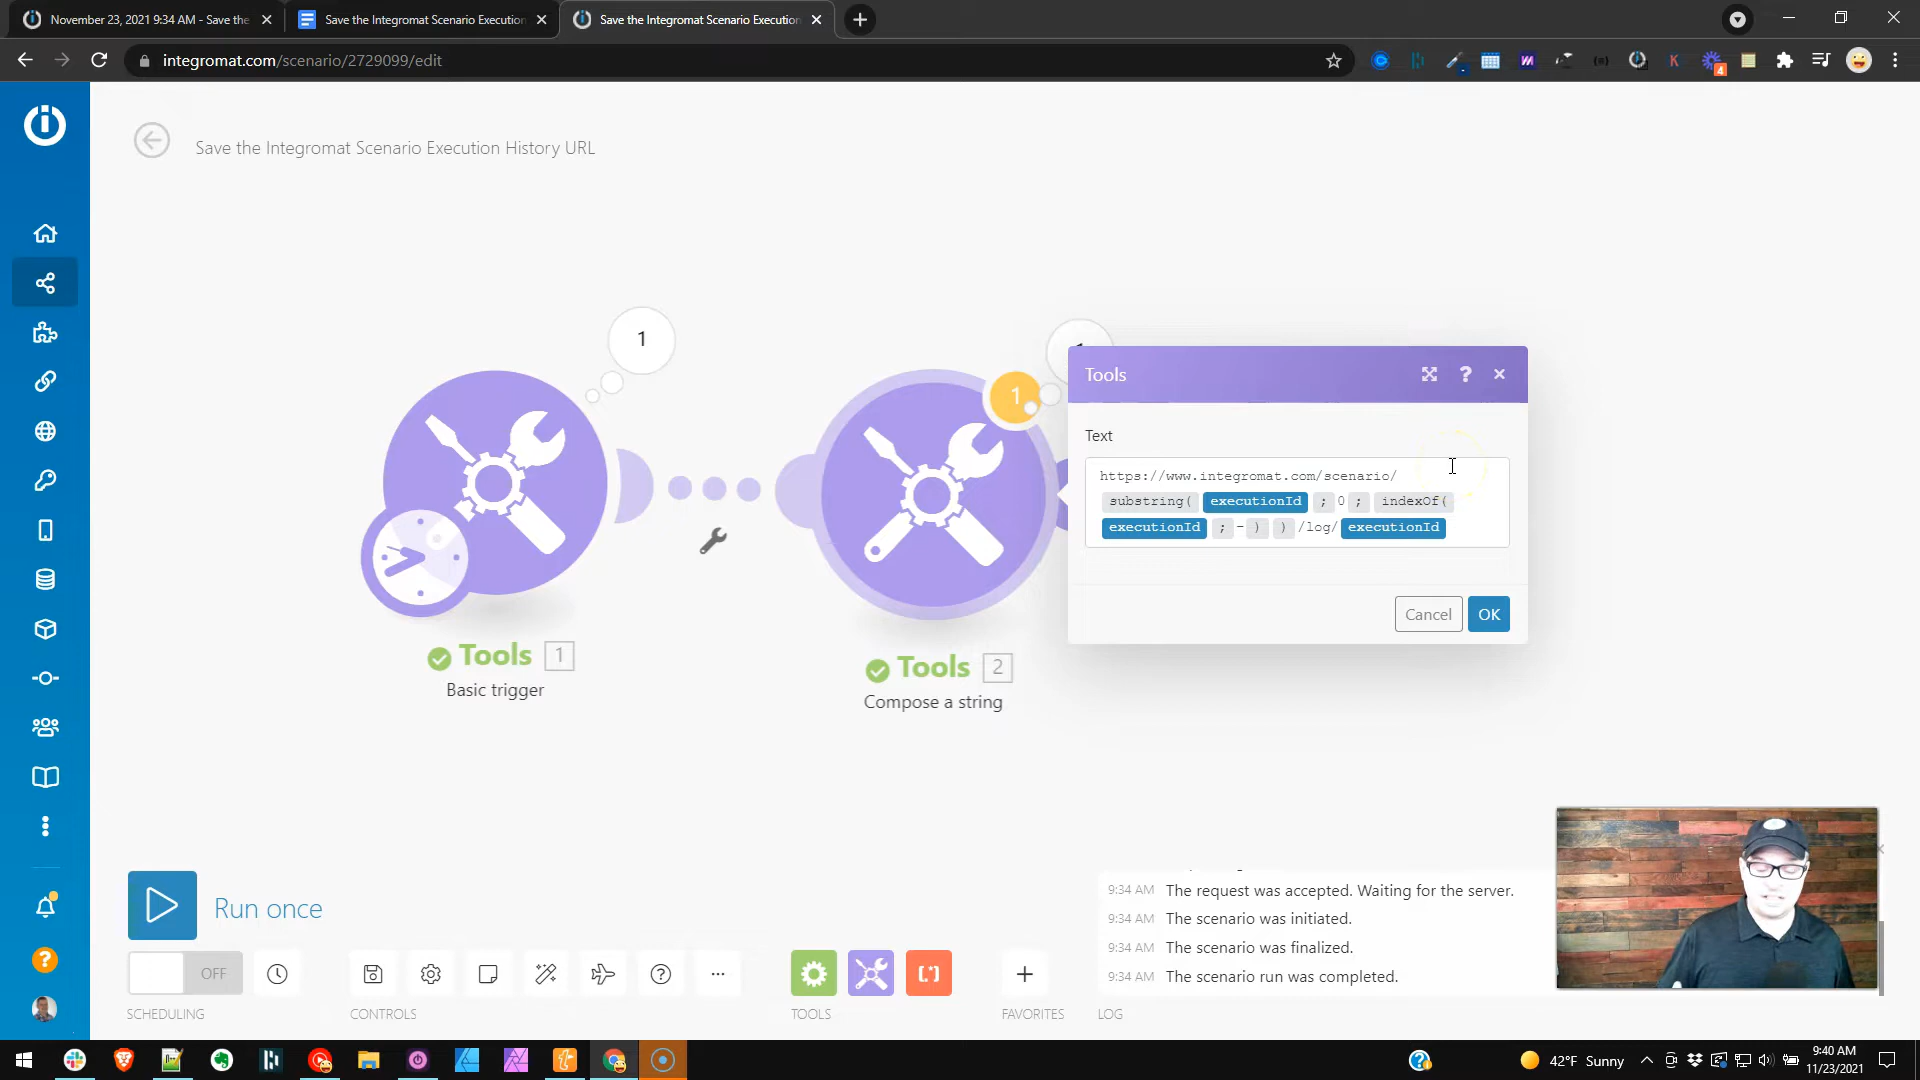 November 23, 2021 9:34 AM - Save the
Save the Integromat Scenario Execution
Save the Integromat Scenario Execution
integromat.com/scenario/2729099/edit
4
Save the Integromat Scenario Execution History URL
1
1
Tools
Text
https://www.integromat.com/scenario/
substring( executionId ; 0 ; indexOf(
executionId ; - ) ) /log/ executionId
Cancel
OK
Tools 1
Basic trigger
Tools 2
Compose a string
Run once
OFF
SCHEDULING
CONTROLS
TOOLS
FAVORITES
LOG
9:34 AM The request was accepted. Waiting for the server.
9:34 AM The scenario was initiated.
9:34 AM The scenario was finalized.
9:34 AM The scenario run was completed.
42°F Sunny
9:40 AM
11/23/2021